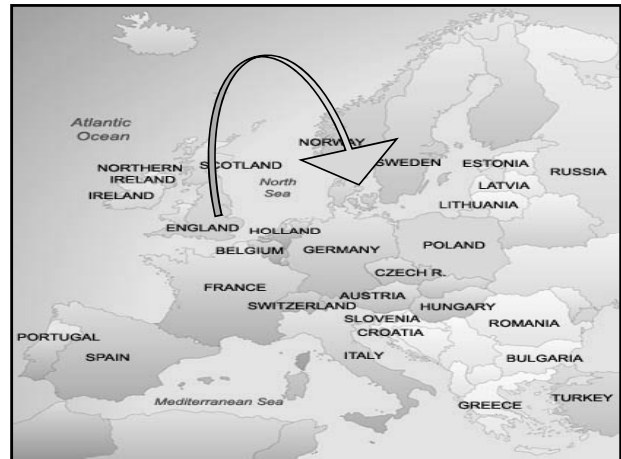 Atlantic
Ocean
NORWAY
NORTHERN
IRELAND
SCOTLAND
SWEDEN
ESTONIA
RUSSIA
IRELAND
North
Sea
LATVIA
LITHUANIA
ENGLAND
HOLLAND
BELGIUM
GERMANY
POLAND
CZECH R.
FRANCE
SWITZERLAND
AUSTRIA
HUNGARY
SLOVENIA
CROATIA
ROMANIA
PORTUGAL
SPAIN
ITALY
BULGARIA
Mediterranean Sea
GREECE
TURKEY